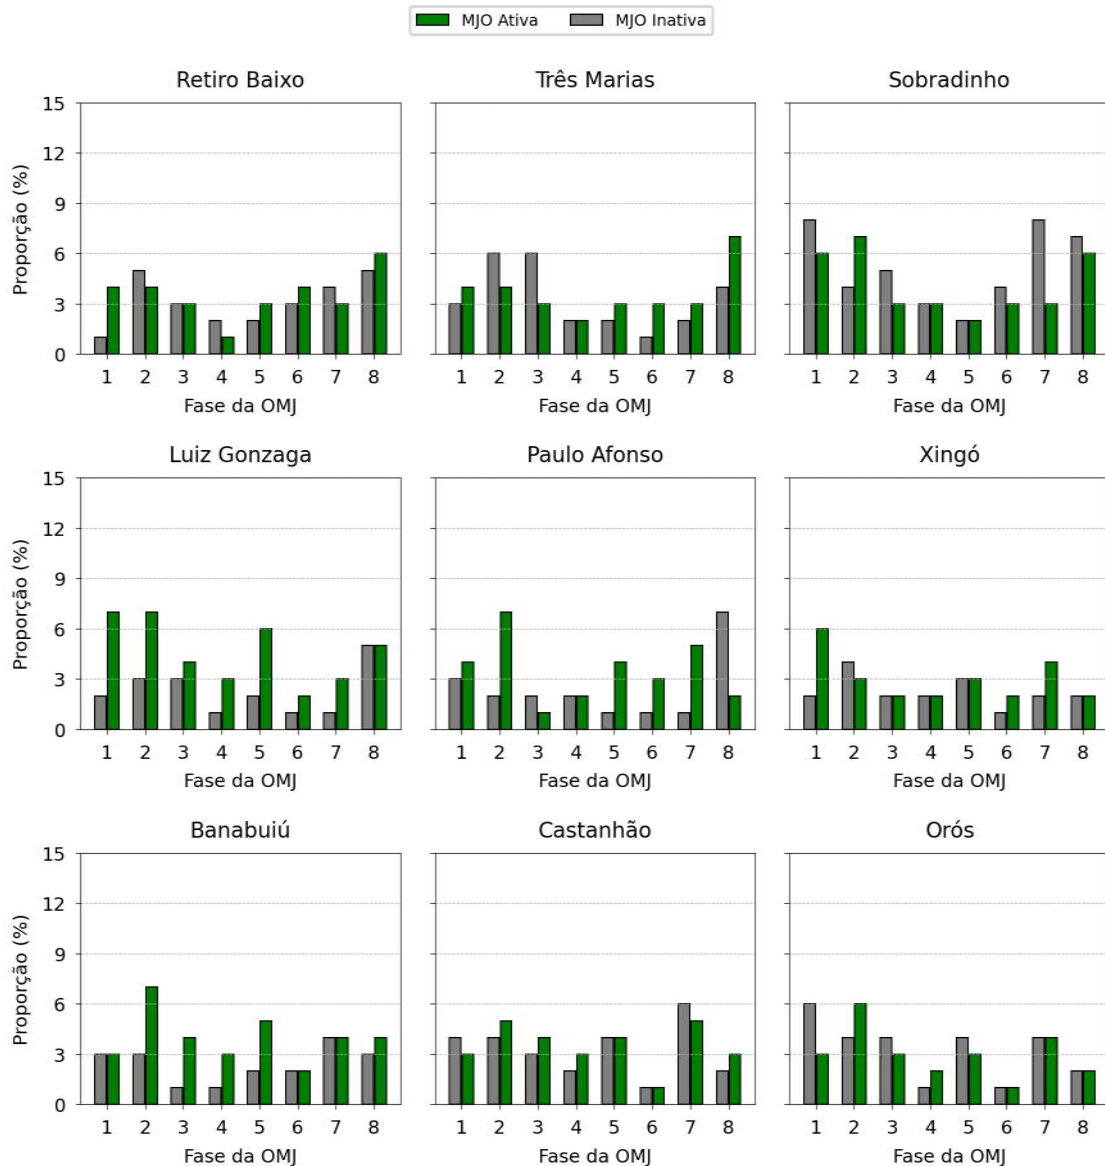 MJO Ativa MJO Inativa
Retiro Baixo Três Marias Sobradinho
Proporção (%)
15
12
9
6
3
0
1 2 3 4 5 6 7 8 1 2 3 4 5 6 7 8 1 2 3 4 5 6 7 8
Fase da OMJ Fase da OMJ Fase da OMJ
Luiz Gonzaga Paulo Afonso Xingó
Proporção (%)
15
12
9
6
3
0
1 2 3 4 5 6 7 8 1 2 3 4 5 6 7 8 1 2 3 4 5 6 7 8
Fase da OMJ Fase da OMJ Fase da OMJ
Banabuiú Castanhão Orós
Proporção (%)
15
12
9
6
3
0
1 2 3 4 5 6 7 8 1 2 3 4 5 6 7 8 1 2 3 4 5 6 7 8
Fase da OMJ Fase da OMJ Fase da OMJ